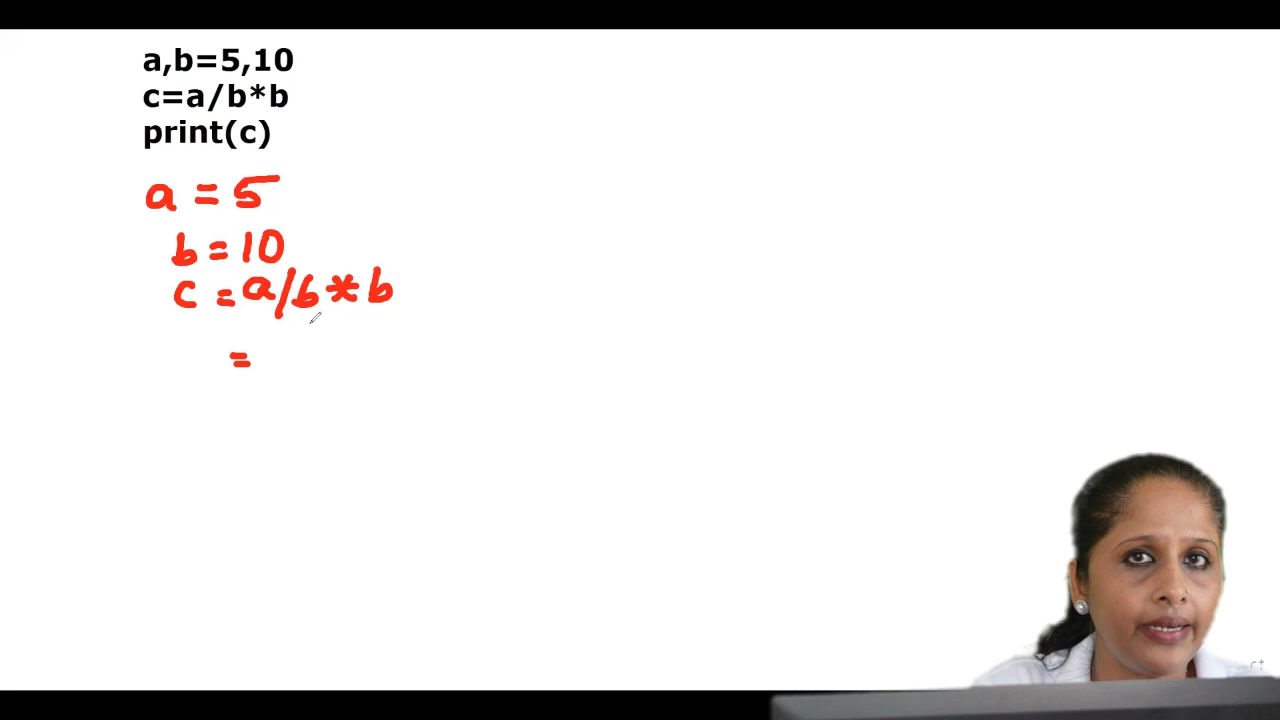 a,b=5,10
c=a/b*b
print(c)
a = 5
b = 10
c = a/b * b
=